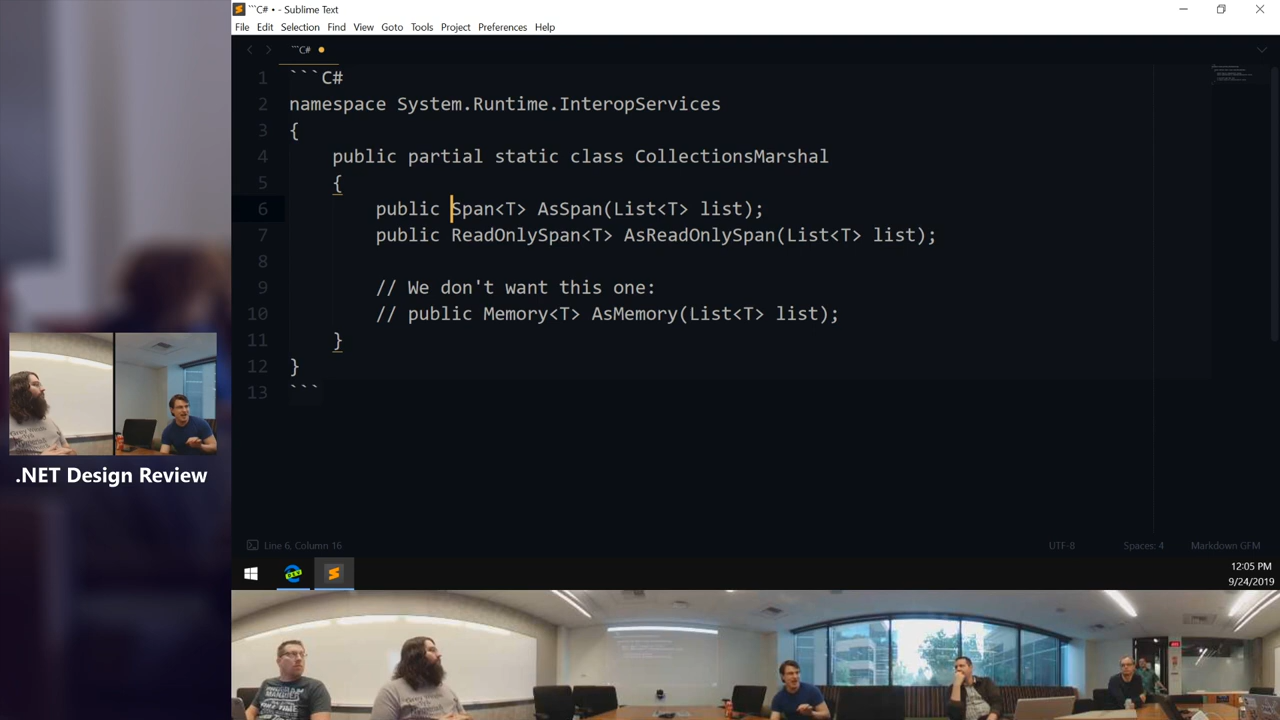 ```C# • - Sublime Text
File Edit Selection Find View Goto Tools Project Preferences Help
```C#
1 ```C#
2 namespace System.Runtime.InteropServices
3 {
4 public partial static class CollectionsMarshal
5 {
6 public Span<T> AsSpan(List<T> list);
7 public ReadOnlySpan<T> AsReadOnlySpan(List<T> list);
8
9 // We don't want this one:
10 // public Memory<T> AsMemory(List<T> list);
11 }
12 }
13 ```
.NET Design Review
Line 6, Column 16 UTF-8 Spaces: 4 Markdown GFM
12:05 PM
9/24/2019